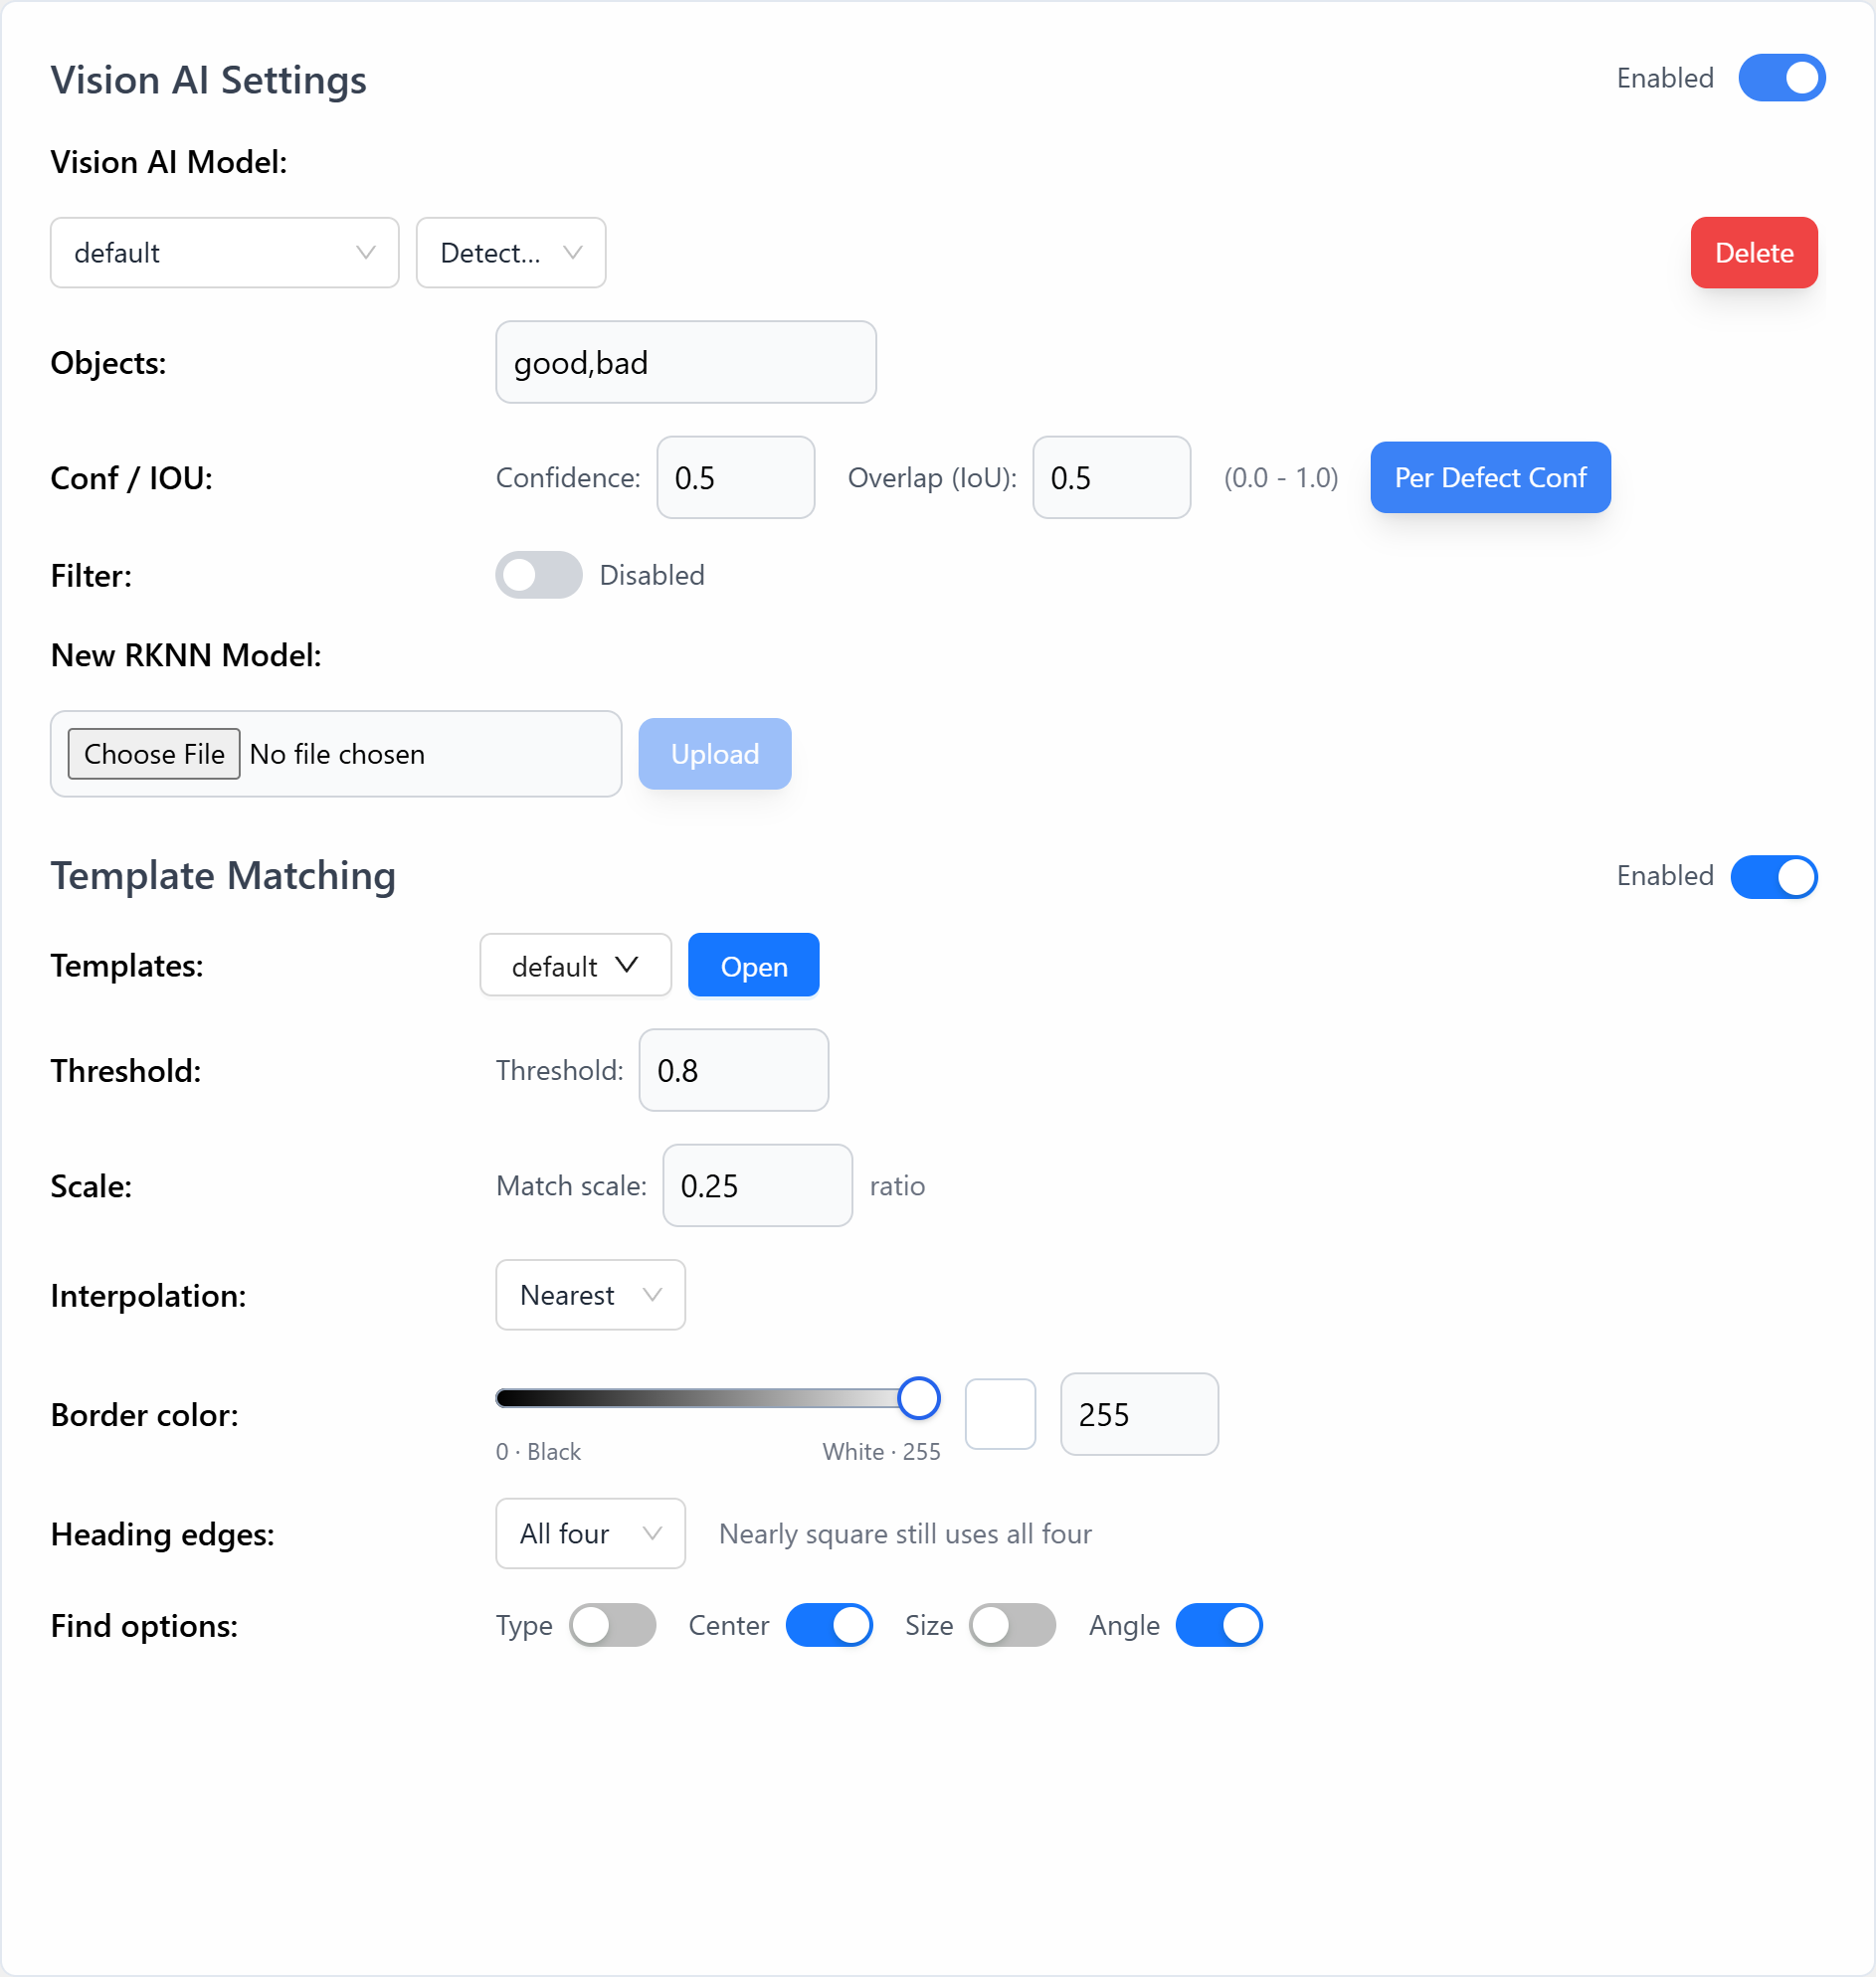 Vision AI Settings Enabled
Vision AI Model:
default Detect... Delete
Objects: good,bad
Conf / IOU: Confidence: 0.5 Overlap (IoU): 0.5 (0.0 - 1.0) Per Defect Conf
Filter: Disabled
New RKNN Model:
Choose File No file chosen Upload
Template Matching Enabled
Templates: default Open
Threshold: Threshold: 0.8
Scale: Match scale: 0.25 ratio
Interpolation: Nearest
Border color: 255
0 · Black White · 255
Heading edges: All four Nearly square still uses all four
Find options: Type Center Size Angle